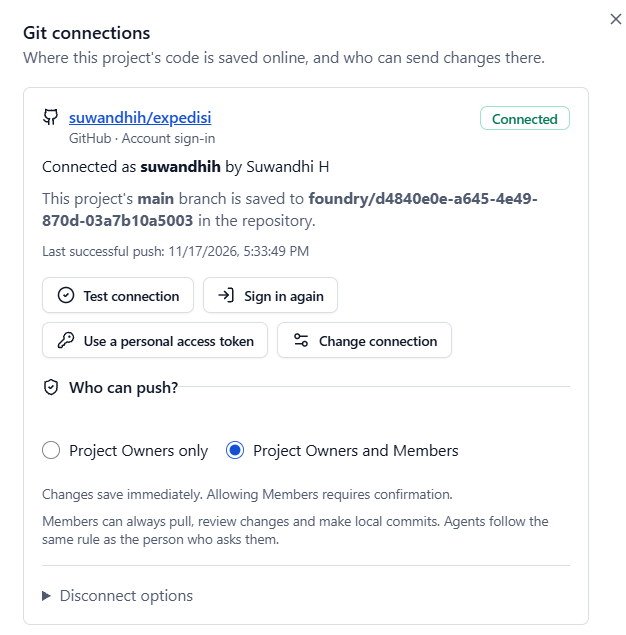 Git connections
Where this project's code is saved online, and who can send changes there.
suwandhih/expedisi
Connected
GitHub · Account sign-in
Connected as suwandhih by Suwandhi H
This project's main branch is saved to foundry/d4840e0e-a645-4e49-
870d-03a7b10a5003 in the repository.
Last successful push: 11/17/2026, 5:33:49 PM
Test connection
Sign in again
Use a personal access token
Change connection
Who can push?
Project Owners only
Project Owners and Members
Changes save immediately. Allowing Members requires confirmation.
Members can always pull, review changes and make local commits. Agents follow the
same rule as the person who asks them.
Disconnect options